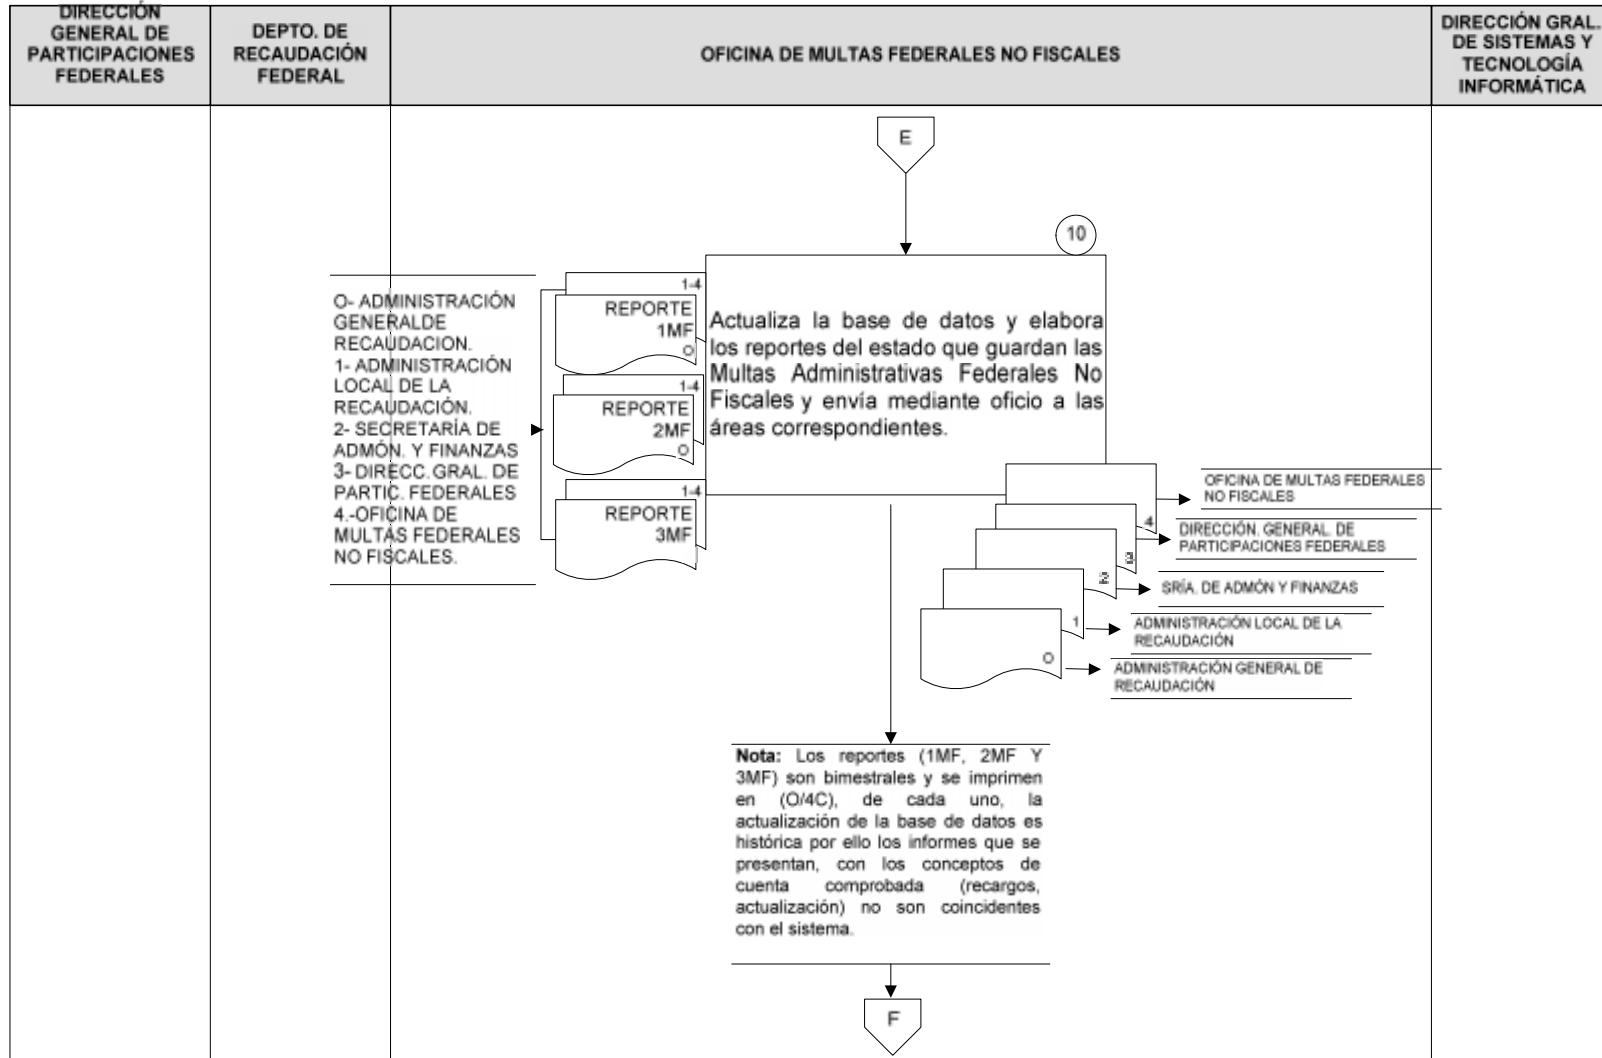 DIRECCIÓN
GENERAL DE
PARTICIPACIONES
FEDERALES
DEPTO. DE
RECAUDACIÓN
FEDERAL
OFICINA DE MULTAS FEDERALES NO FISCALES
DIRECCIÓN GRAL.
DE SISTEMAS Y
TECNOLOGÍA
INFORMÁTICA
E
10
O- ADMINISTRACIÓN
GENERALDE
RECAUDACION.
1- ADMINISTRACIÓN
LOCAL DE LA
RECAUDACIÓN.
2- SECRETARÍA DE
ADMÓN. Y FINANZAS
3- DIRECC. GRAL. DE
PARTIC. FEDERALES
4.-OFICINA DE
MULTAS FEDERALES
NO FISCALES.
1-4
REPORTE
1MF
O
1-4
REPORTE
2MF
O
1-4
REPORTE
3MF
Actualiza la base de datos y elabora
los reportes del estado que guardan las
Multas Administrativas Federales No
Fiscales y envía mediante oficio a las
áreas correspondientes.
4
OFICINA DE MULTAS FEDERALES
NO FISCALES
3
DIRECCIÓN. GENERAL. DE
PARTICIPACIONES FEDERALES
2
SRÍA. DE ADMÓN Y FINANZAS
1
ADMINISTRACIÓN LOCAL DE LA
RECAUDACIÓN
O
ADMINISTRACIÓN GENERAL DE
RECAUDACIÓN
Nota: Los reportes (1MF, 2MF Y
3MF) son bimestrales y se imprimen
en (O/4C), de cada uno, la
actualización de la base de datos es
histórica por ello los informes que se
presentan, con los conceptos de
cuenta comprobada (recargos,
actualización) no son coincidentes
con el sistema.
F